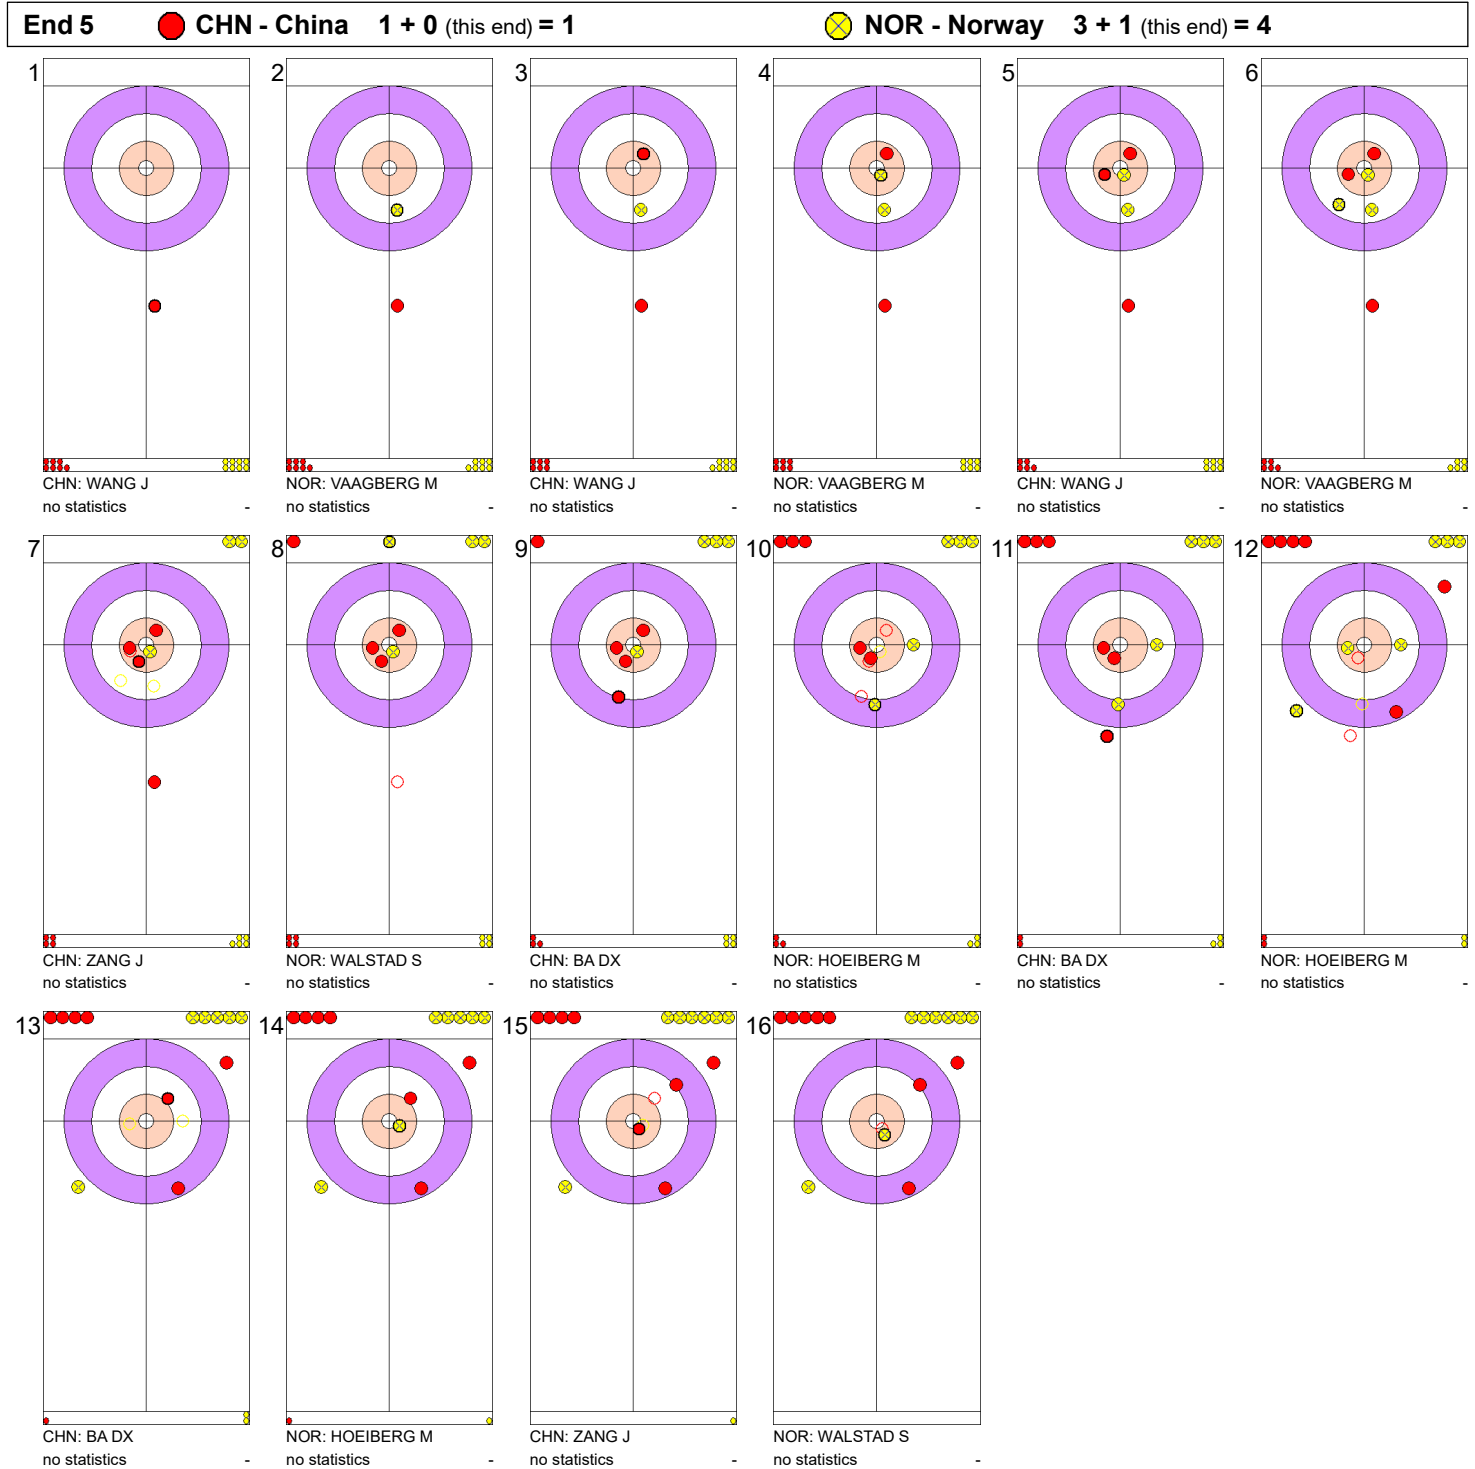 End 5 CHN - China 1 + 0 (this end) = 1 NOR - Norway 3 + 1 (this end) = 4
1 2 3 4 5 6
CHN: WANG J NOR: VAAGBERG M CHN: WANG J NOR: VAAGBERG M CHN: WANG J NOR: VAAGBERG M
no statistics - no statistics - no statistics - no statistics - no statistics - no statistics -
7 8 9 10 11 12
CHN: ZANG J NOR: WALSTAD S CHN: BA DX NOR: HOEIBERG M CHN: BA DX NOR: HOEIBERG M
no statistics - no statistics - no statistics - no statistics - no statistics - no statistics -
13 14 15 16
CHN: BA DX NOR: HOEIBERG M CHN: ZANG J NOR: WALSTAD S
no statistics - no statistics - no statistics - no statistics -